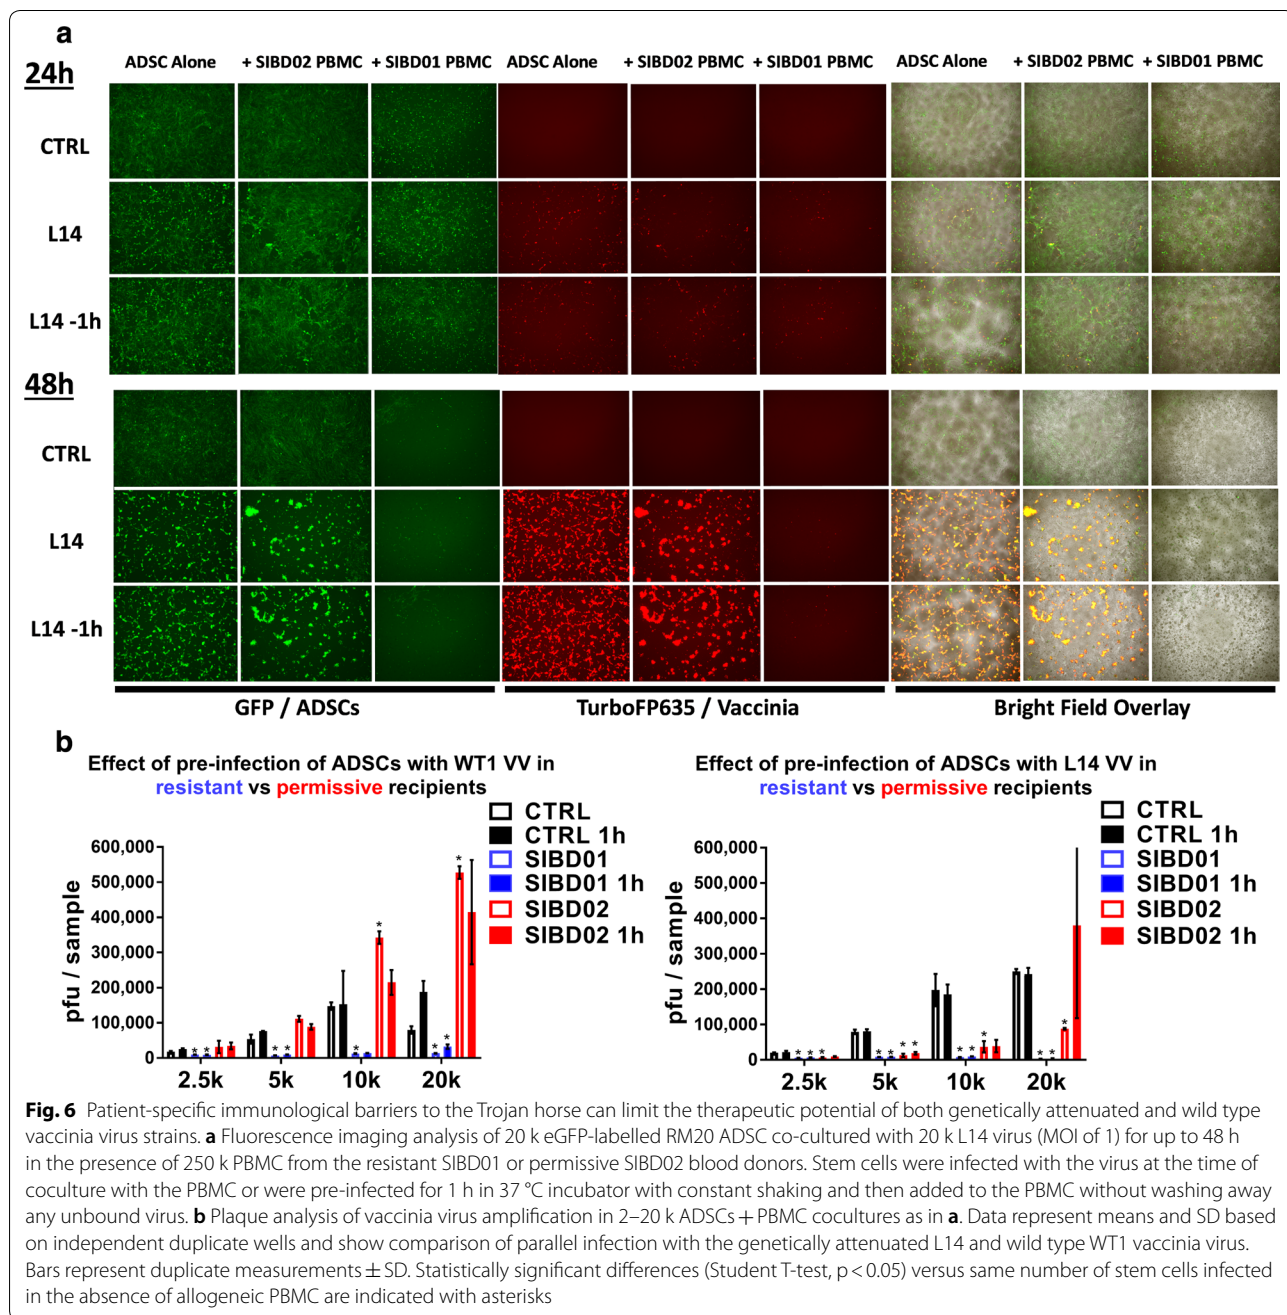 a
ADSC Alone + SIBD02 PBMC + SIBD01 PBMC ADSC Alone + SIBD02 PBMC + SIBD01 PBMC ADSC Alone + SIBD02 PBMC + SIBD01 PBMC
24h
CTRL
L14
L14 -1h
48h
CTRL
L14
L14 -1h
GFP / ADSCs TurboFP635 / Vaccinia Bright Field Overlay
b
Effect of pre-infection of ADSCs with WT1 VV in
resistant vs permissive recipients
CTRL
CTRL 1h
SIBD01
SIBD01 1h
SIBD02
SIBD02 1h
pfu / sample
600,000
500,000
400,000
300,000
200,000
100,000
0
* * * * * * * * * *
2.5k 5k 10k 20k
Effect of pre-infection of ADSCs with L14 VV in
resistant vs permissive recipients
CTRL
CTRL 1h
SIBD01
SIBD01 1h
SIBD02
SIBD02 1h
pfu / sample
600,000
500,000
400,000
300,000
200,000
100,000
0
* * * * * * * * * * * * *
2.5k 5k 10k 20k
Fig. 6 Patient-specific immunological barriers to the Trojan horse can limit the therapeutic potential of both genetically attenuated and wild type
vaccinia virus strains. a Fluorescence imaging analysis of 20 k eGFP-labelled RM20 ADSC co-cultured with 20 k L14 virus (MOI of 1) for up to 48 h
in the presence of 250 k PBMC from the resistant SIBD01 or permissive SIBD02 blood donors. Stem cells were infected with the virus at the time of
coculture with the PBMC or were pre-infected for 1 h in 37 °C incubator with constant shaking and then added to the PBMC without washing away
any unbound virus. b Plaque analysis of vaccinia virus amplification in 2–20 k ADSCs + PBMC cocultures as in a. Data represent means and SD based
on independent duplicate wells and show comparison of parallel infection with the genetically attenuated L14 and wild type WT1 vaccinia virus.
Bars represent duplicate measurements ± SD. Statistically significant differences (Student T-test, p < 0.05) versus same number of stem cells infected
in the absence of allogeneic PBMC are indicated with asterisks